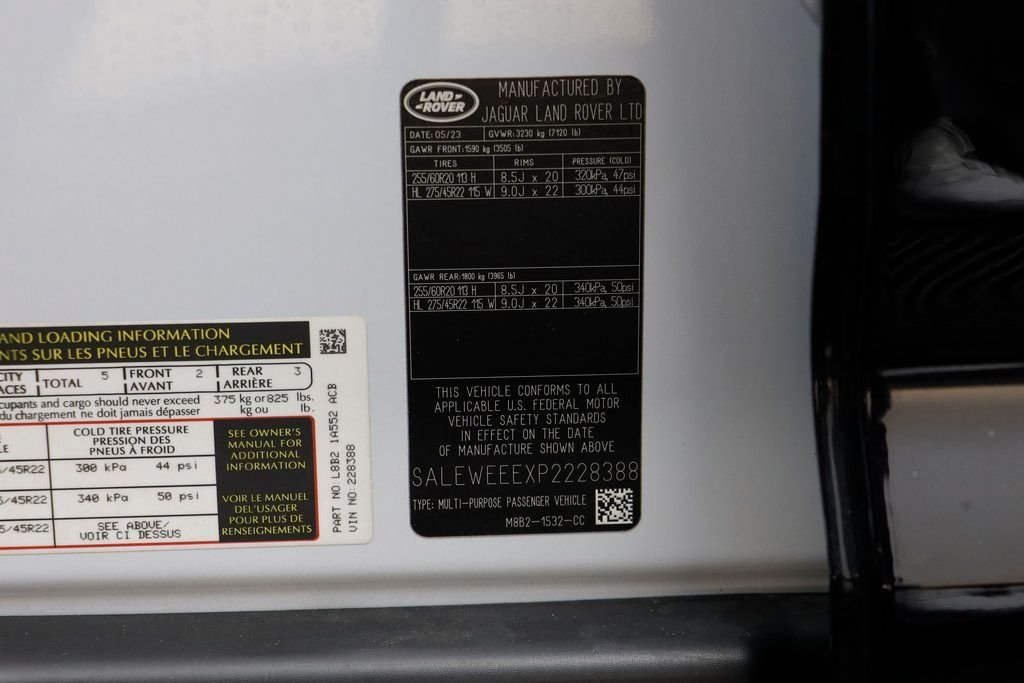 LAND ROVER
MANUFACTURED BY
JAGUAR LAND ROVER LTD
DATE: 05/23 GVWR: 3230 kg (7120 lb)
GAWR FRONT: 1590 kg (3505 lb)
TIRES RIMS PRESSURE (COLD)
255/60R20 113 H 8.5J x 20 320kPa, 47psi
HL 275/45R22 115 W 9.0J x 22 300kPa, 44psi
GAWR REAR: 1800 kg (3965 lb)
255/60R20 113 H 8.5J x 20 340kPa, 50psi
HL 275/45R22 115 W 9.0J x 22 340kPa, 50psi
THIS VEHICLE CONFORMS TO ALL
APPLICABLE U.S. FEDERAL MOTOR
VEHICLE SAFETY STANDARDS
IN EFFECT ON THE DATE
OF MANUFACTURE SHOWN ABOVE
SALEWEEEXP2228388
TYPE: MULTI-PURPOSE PASSENGER VEHICLE
M8B2-1532-CC
AND LOADING INFORMATION
NTS SUR LES PNEUS ET LE CHARGEMENT
CITY TOTAL 5 FRONT 2 REAR 3
ACES AVANT ARRIÈRE
cupants and cargo should never exceed 375 kg or 825 lbs.
du chargement ne doit jamais dépasser kg ou lb.
COLD TIRE PRESSURE
PRESSION DES
PNEUS À FROID
/45R22 300 kPa 44 psi
/45R22 340 kPa 50 psi
5/45R22 SEE ABOVE/
VOIR CI DESSUS
SEE OWNER'S
MANUAL FOR
ADDITIONAL
INFORMATION
VOIR LE MANUEL
DEL'USAGER
POUR PLUS DE
RENSEIGNEMENTS
PART NO: L8B2 1A552 ACB
VIN NO: 228388